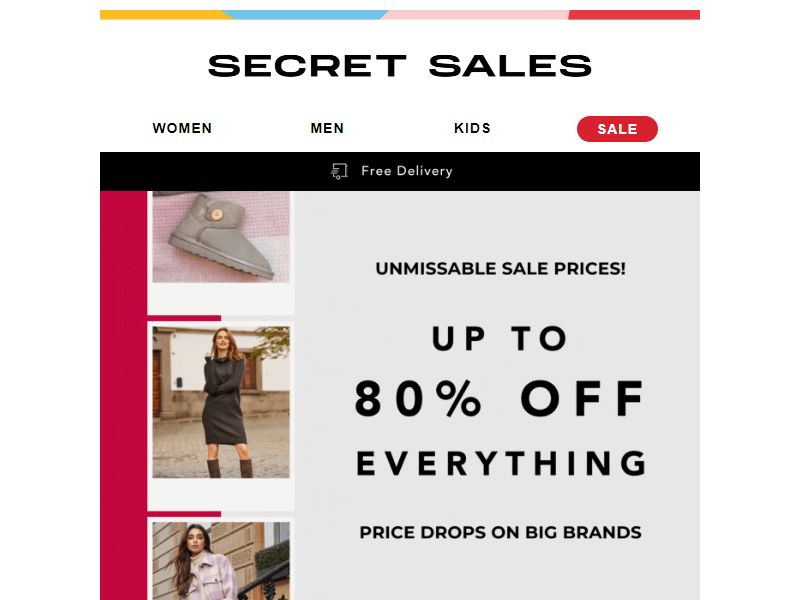 SECRET SALES
WOMEN MEN KIDS SALE
Free Delivery
UNMISSABLE SALE PRICES!
UP TO
80% OFF
EVERYTHING
PRICE DROPS ON BIG BRANDS